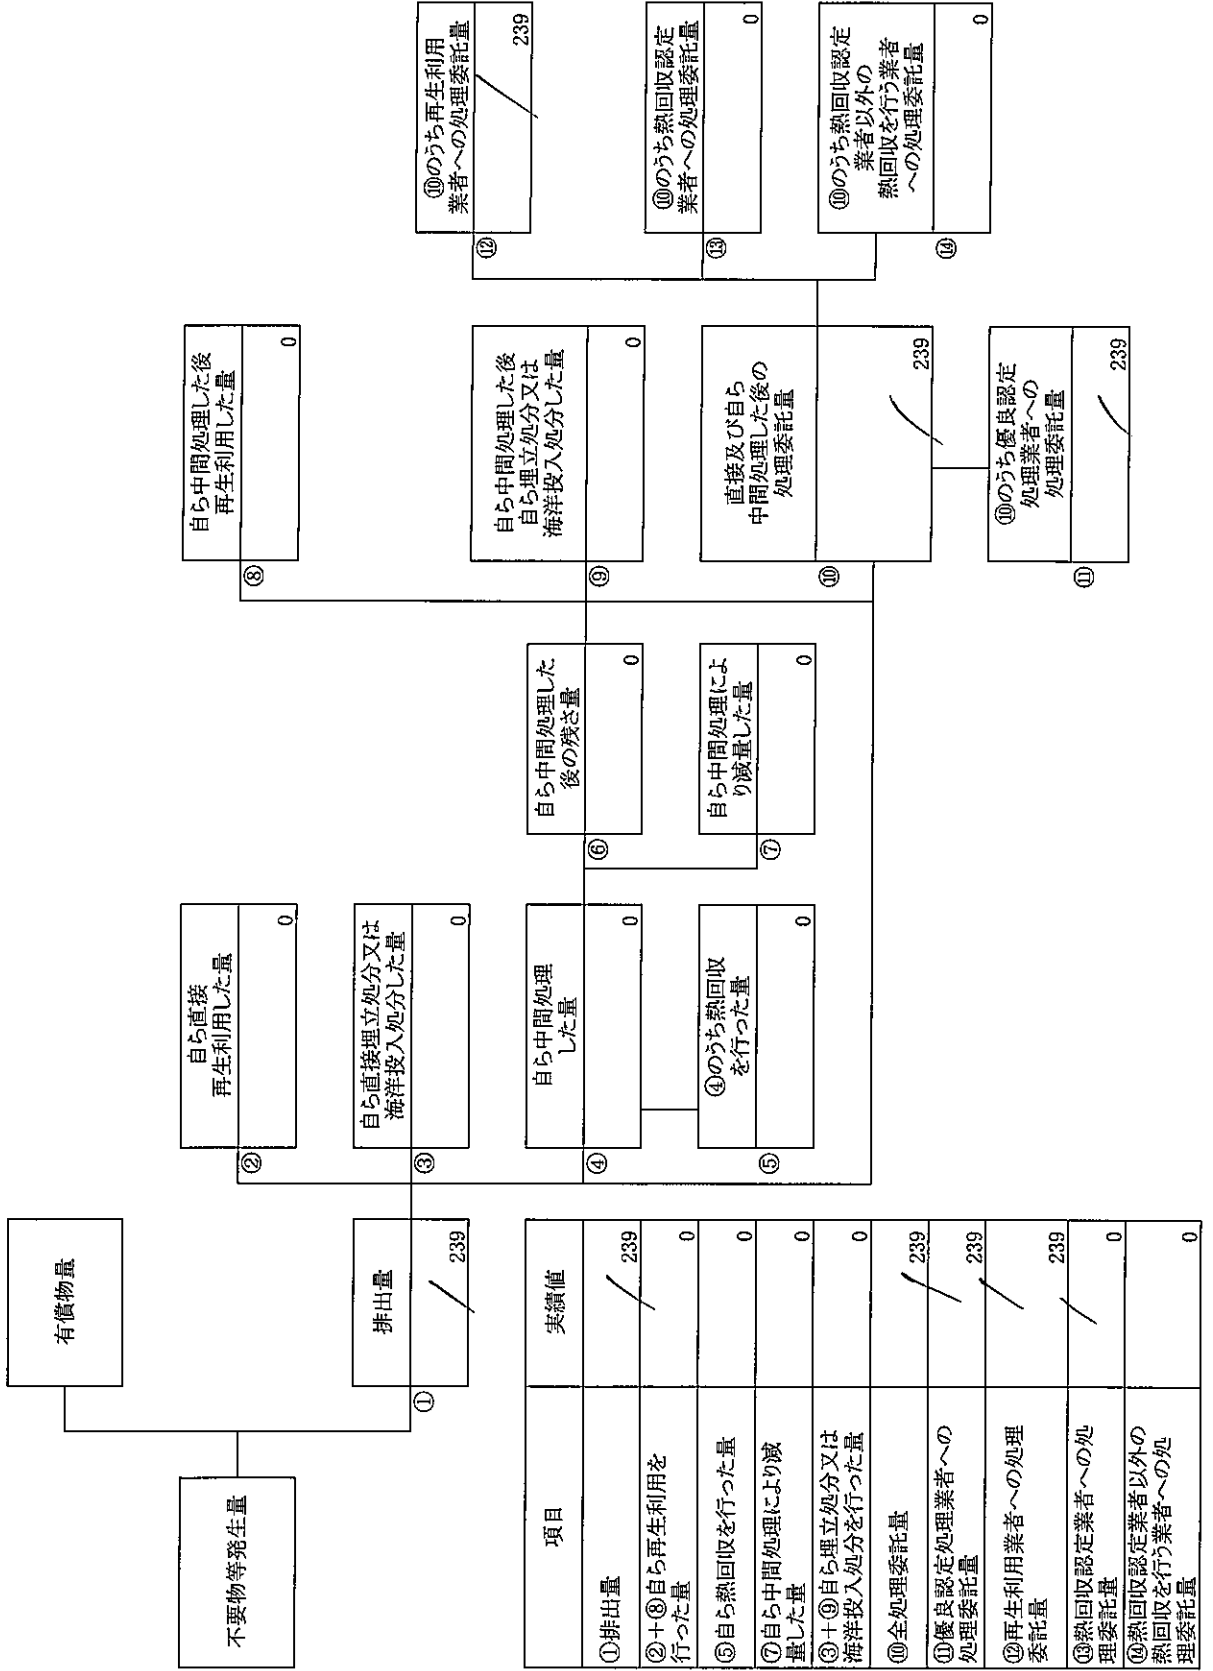 不要物等発生量
有償物量
①
排出量
239
②
自ら直接
再生利用した量
0
③
自ら直接埋立処分又は
海洋投入処分した量
0
④
自ら中間処理
した量
0
⑤
④のうち熱回収
を行った量
0
⑥
自ら中間処理した
後の残さ量
0
⑦
自ら中間処理によ
り減量した量
0
⑧
自ら中間処理した後
再生利用した量
0
⑨
自ら中間処理した後
自ら埋立処分又は
海洋投入処分した量
0
⑩
直接及び自ら
中間処理した後の
処理委託量
239
⑪
⑩のうち優良認定
処理業者への
処理委託量
239
⑫
⑩のうち再生利用
業者への処理委託量
239
⑬
⑩のうち熱回収認定
業者への処理委託量
0
⑭
⑩のうち熱回収認定
業者以外の
熱回収を行う業者
への処理委託量
0
項目 実績値
①排出量 239
②+⑧自ら再生利用を
行った量 0
⑤自ら熱回収を行った量 0
⑦自ら中間処理により減
量した量 0
③+⑨自ら埋立処分又は
海洋投入処分を行った量 0
⑩全処理委託量 239
⑪優良認定処理業者への
処理委託量 239
⑫再生利用業者への処理
委託量 239
⑬熱回収認定業者への処
理委託量 0
⑭熱回収認定業者以外の
熱回収を行う業者への処
理委託量 0